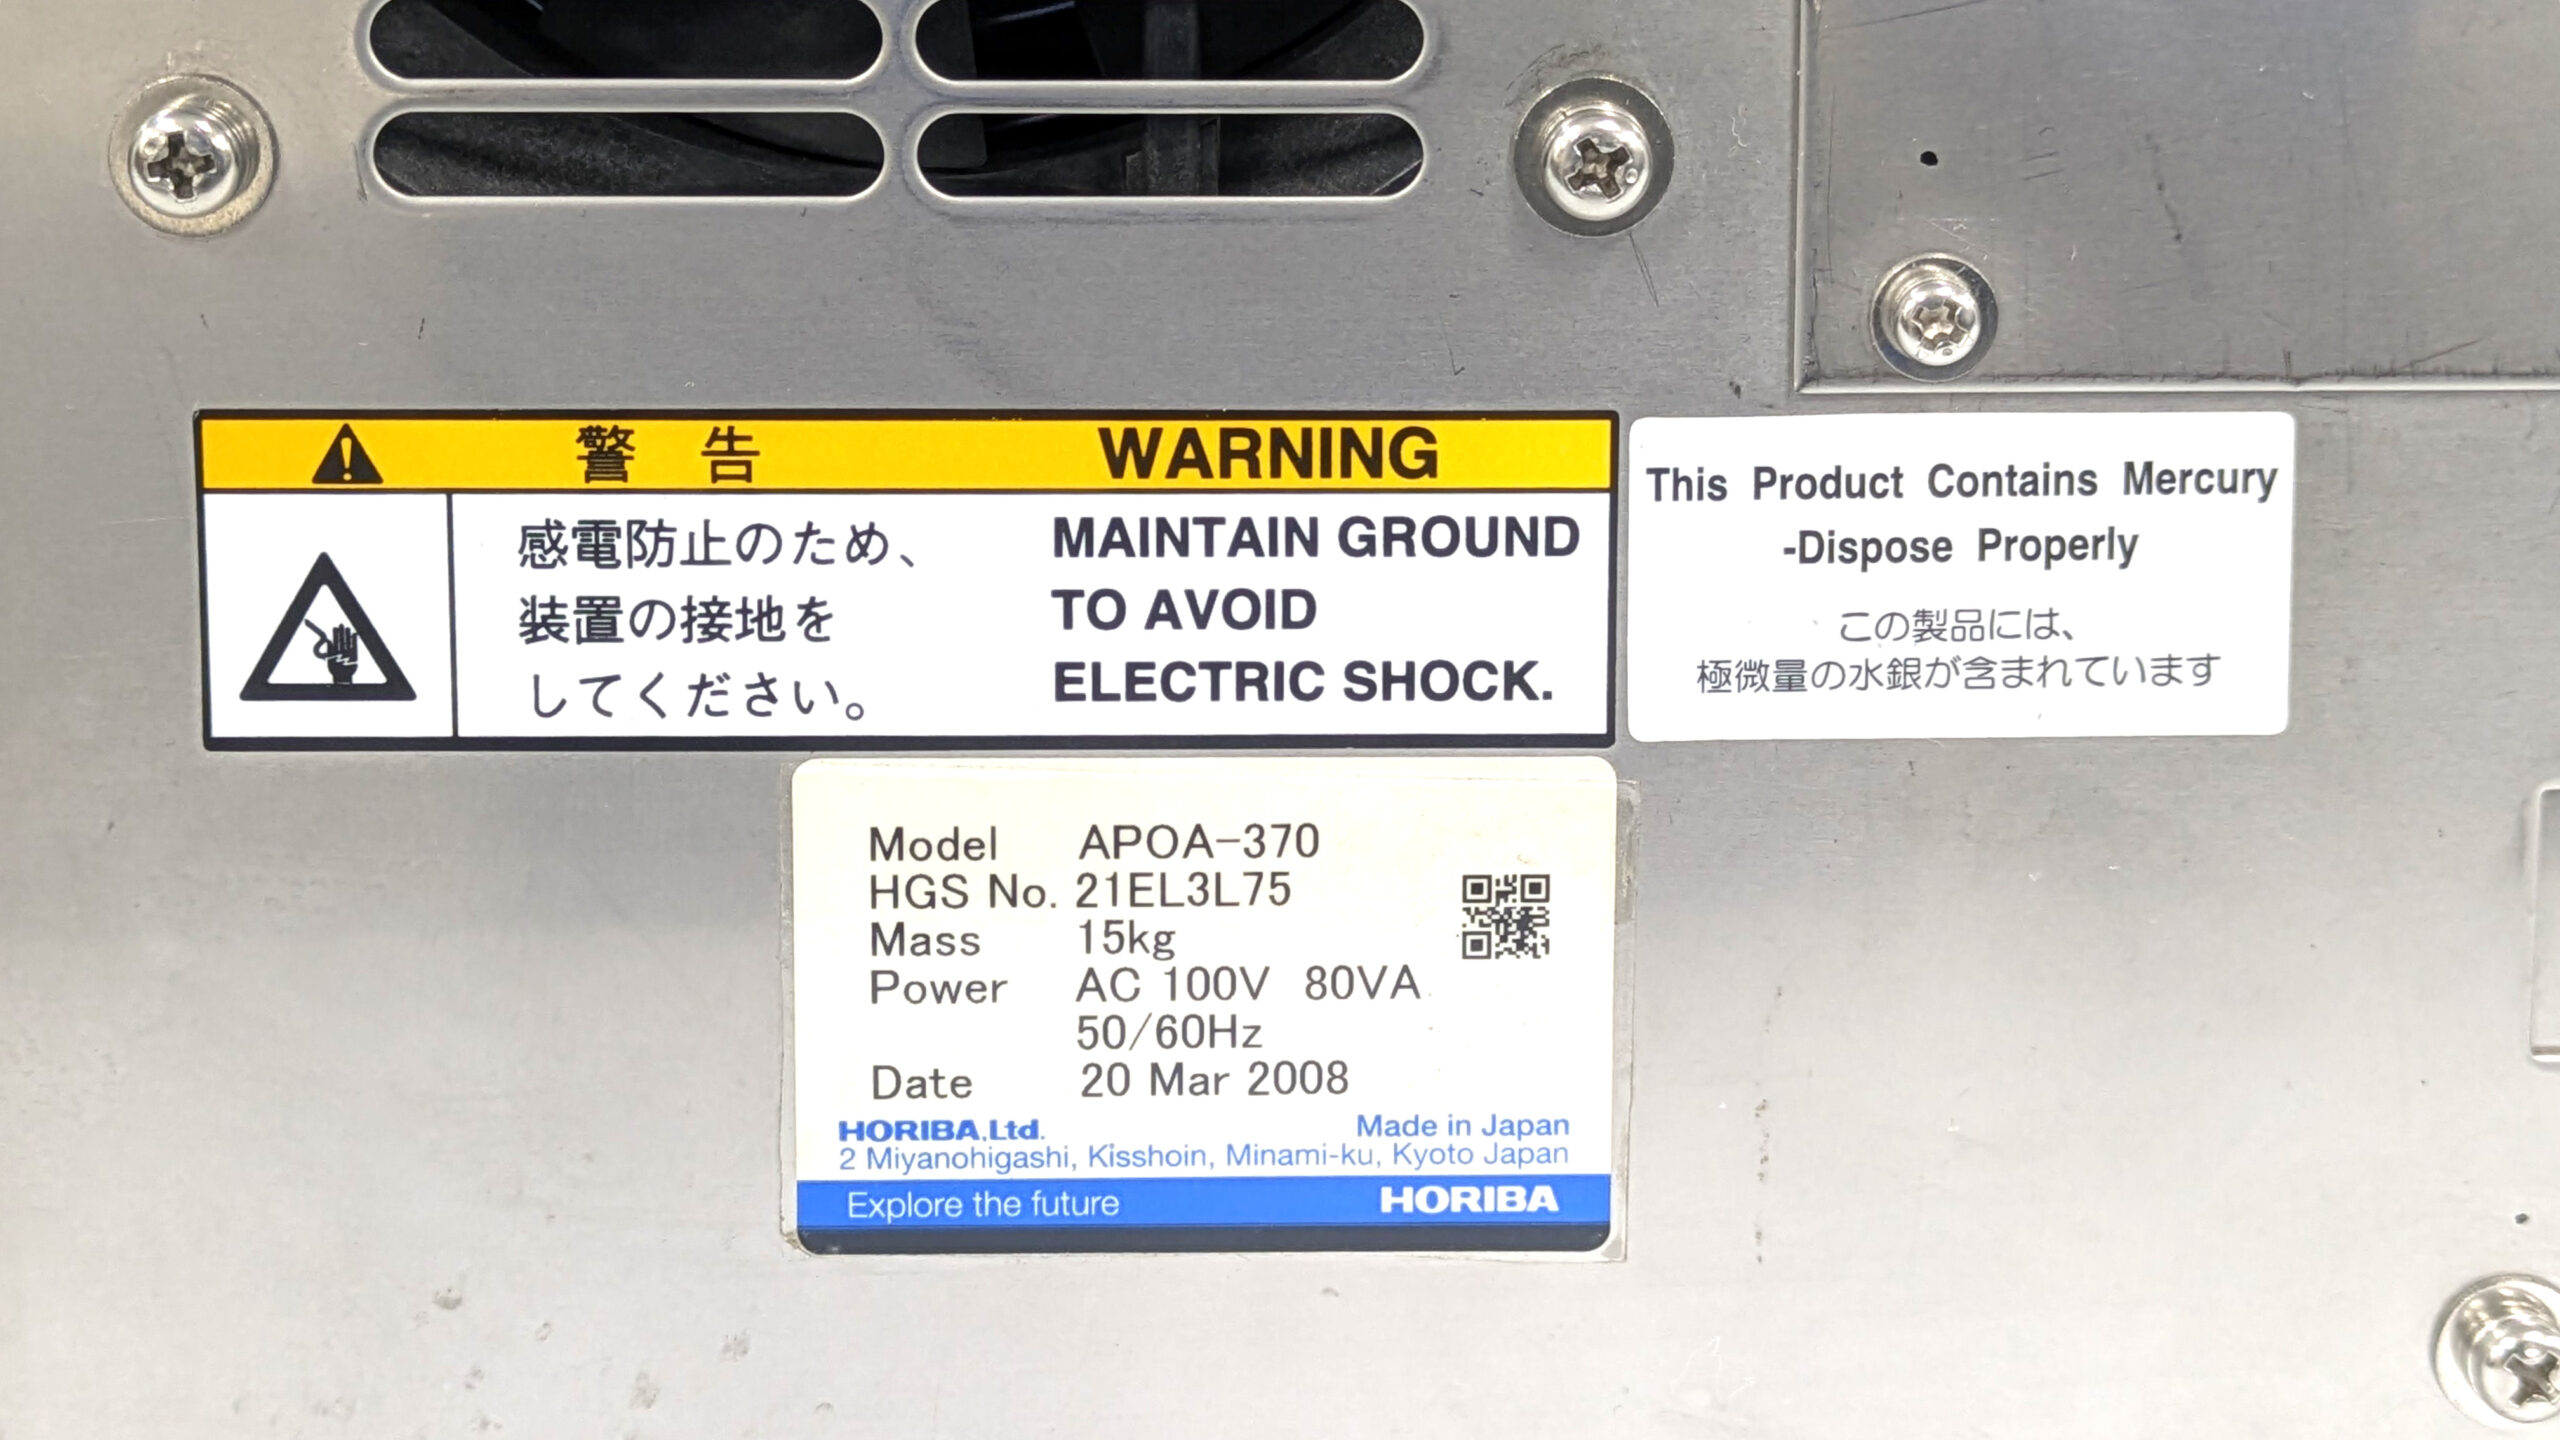 警告 WARNING
感電防止のため、
装置の接地を
してください。
MAINTAIN GROUND
TO AVOID
ELECTRIC SHOCK.
This Product Contains Mercury
-Dispose Properly
この製品には、
極微量の水銀が含まれています
Model APOA-370
HGS No. 21EL3L75
Mass 15kg
Power AC 100V 80VA
50/60Hz
Date 20 Mar 2008
HORIBA,Ltd. Made in Japan
2 Miyanohigashi, Kisshoin, Minami-ku, Kyoto Japan
Explore the future HORIBA